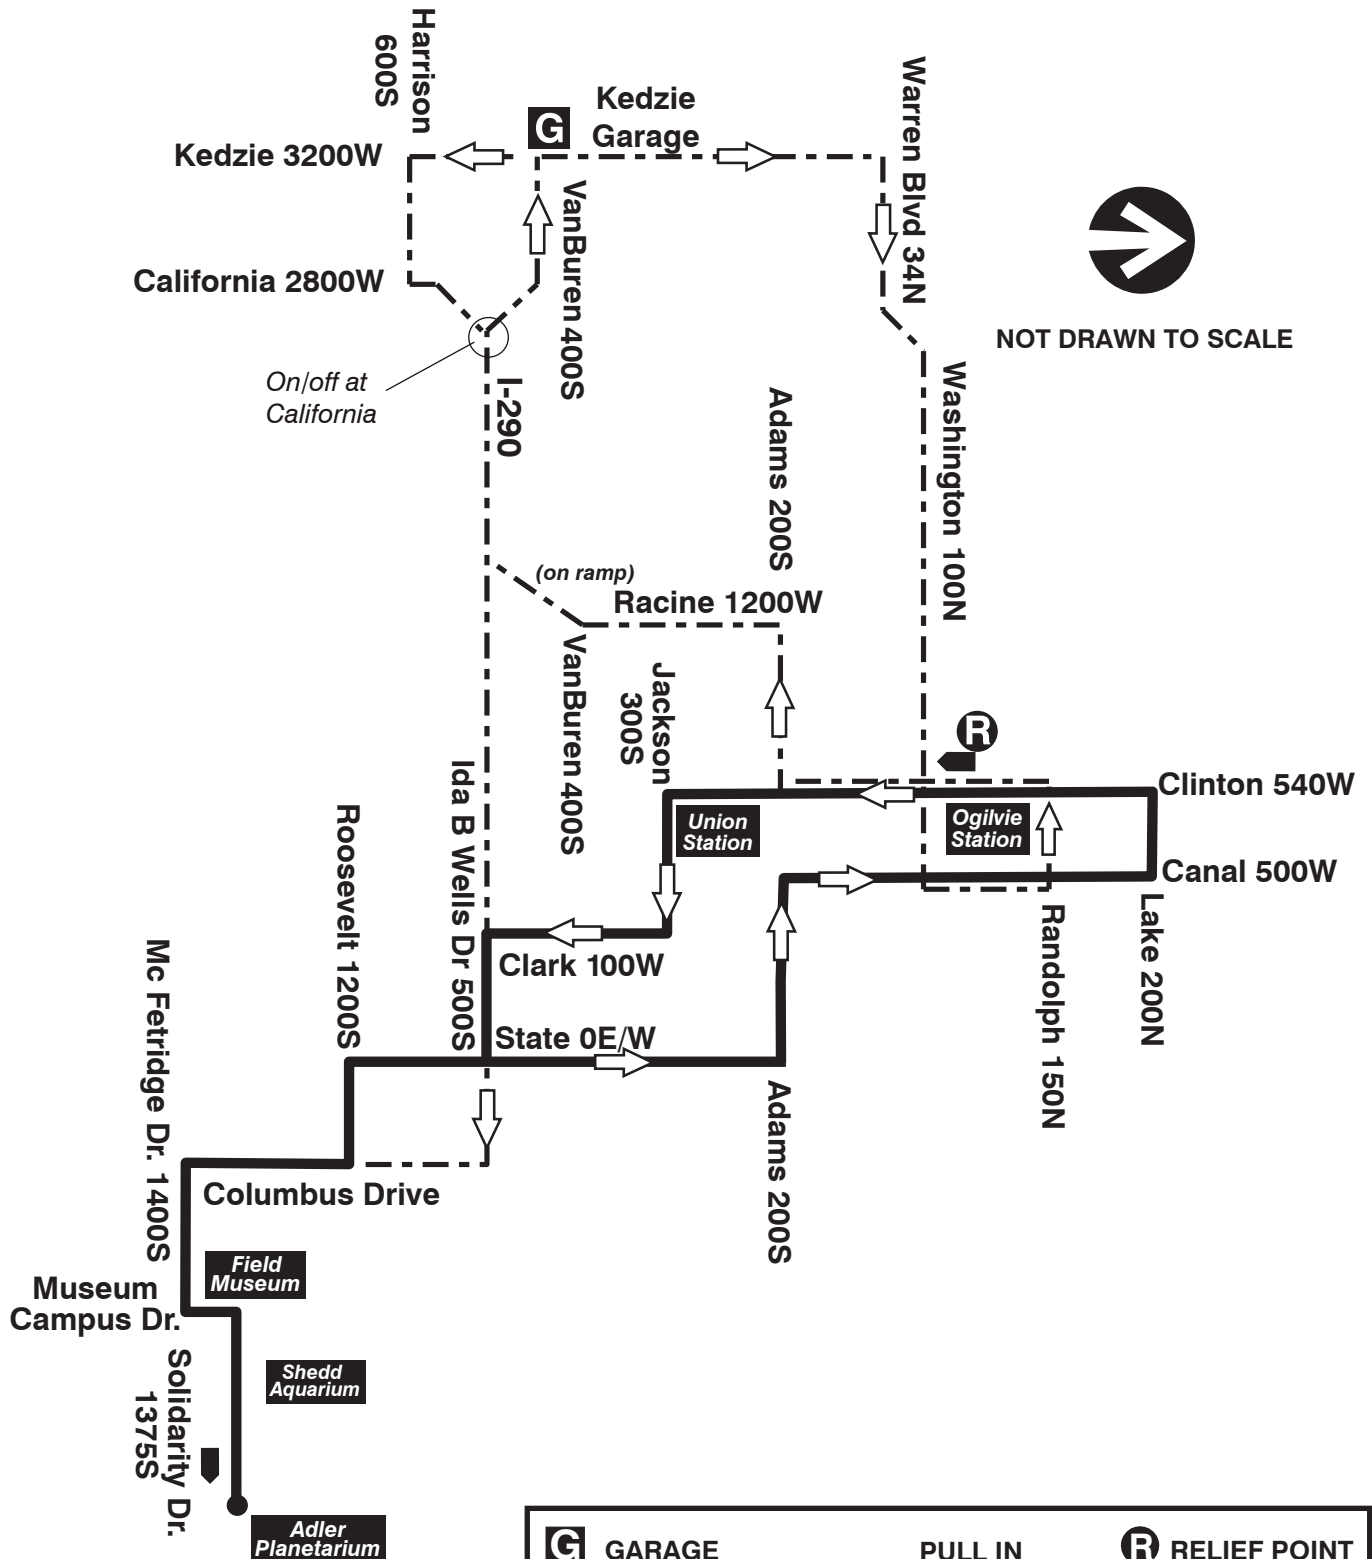 Harrison
600S
Kedzie 3200W
G
Kedzie
Garage
Warren Blvd 34N
VanBuren 400S
California 2800W
On/off at
California
I-290
NOT DRAWN TO SCALE
Adams 200S
Washington 100N
(on ramp)
Racine 1200W
VanBuren 400S
Jackson
300S
R
Clinton 540W
Union
Station
Ogilvie
Station
Canal 500W
Ida B Wells Dr 500S
Roosevelt 1200S
Clark 100W
Lake 200N
Randolph 150N
Mc Fetridge Dr. 1400S
State 0E/W
Adams 200S
Columbus Drive
Field
Museum
Museum
Campus Dr.
Solidarity Dr.
1375S
Shedd
Aquarium
Adler
Planetarium
G GARAGE
PULL IN
R RELIEF POINT